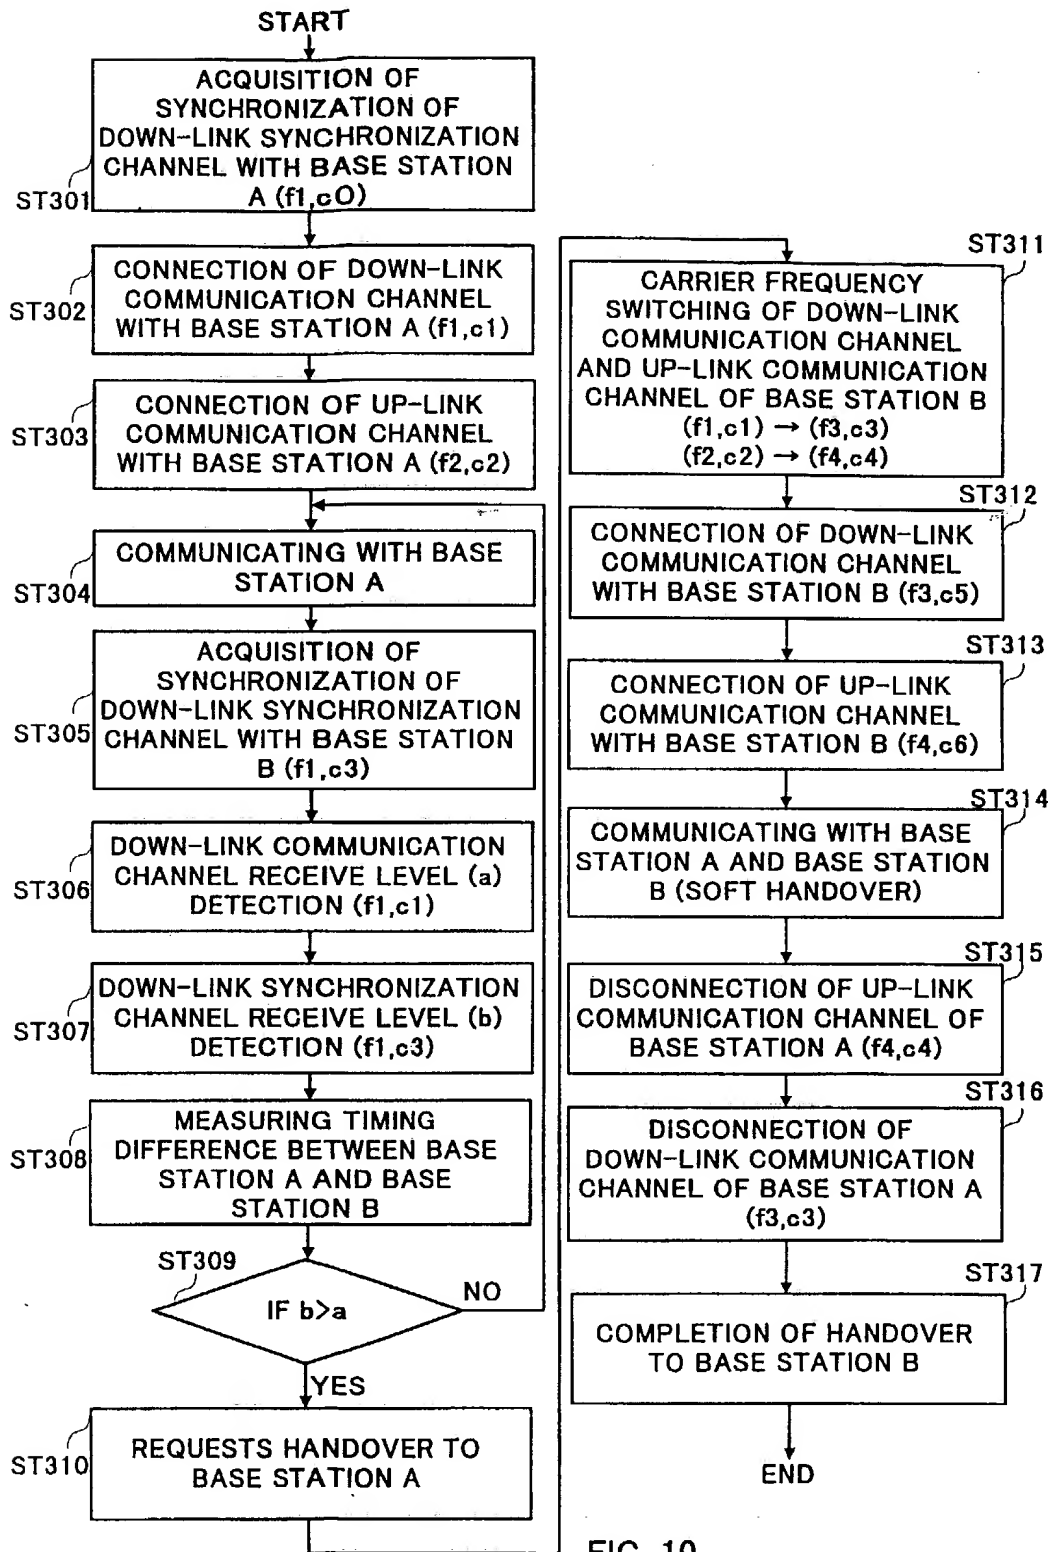 START
ACQUISITION OF
SYNCHRONIZATION OF
DOWN-LINK SYNCHRONIZATION
CHANNEL WITH BASE STATION
A (f1,c0)
ST301
CONNECTION OF DOWN-LINK
COMMUNICATION CHANNEL
WITH BASE STATION A (f1,c1)
ST302
CONNECTION OF UP-LINK
COMMUNICATION CHANNEL
WITH BASE STATION A (f2,c2)
ST303
COMMUNICATING WITH BASE
STATION A
ST304
ACQUISITION OF
SYNCHRONIZATION OF
DOWN-LINK SYNCHRONIZATION
CHANNEL WITH BASE STATION
B (f1,c3)
ST305
DOWN-LINK COMMUNICATION
CHANNEL RECEIVE LEVEL (a)
DETECTION (f1,c1)
ST306
DOWN-LINK SYNCHRONIZATION
CHANNEL RECEIVE LEVEL (b)
DETECTION (f1,c3)
ST307
MEASURING TIMING
DIFFERENCE BETWEEN BASE
STATION A AND BASE
STATION B
ST308
ST309
IF b>a
NO
YES
REQUESTS HANDOVER TO
BASE STATION A
ST310
ST311
CARRIER FREQUENCY
SWITCHING OF DOWN-LINK
COMMUNICATION CHANNEL
AND UP-LINK COMMUNICATION
CHANNEL OF BASE STATION B
(f1,c1) → (f3,c3)
(f2,c2) → (f4,c4)
ST312
CONNECTION OF DOWN-LINK
COMMUNICATION CHANNEL
WITH BASE STATION B (f3,c5)
ST313
CONNECTION OF UP-LINK
COMMUNICATION CHANNEL
WITH BASE STATION B (f4,c6)
ST314
COMMUNICATING WITH BASE
STATION A AND BASE STATION
B (SOFT HANDOVER)
ST315
DISCONNECTION OF UP-LINK
COMMUNICATION CHANNEL OF
BASE STATION A (f4,c4)
ST316
DISCONNECTION OF
DOWN-LINK COMMUNICATION
CHANNEL OF BASE STATION A
(f3,c3)
ST317
COMPLETION OF HANDOVER
TO BASE STATION B
END
FIG. 10